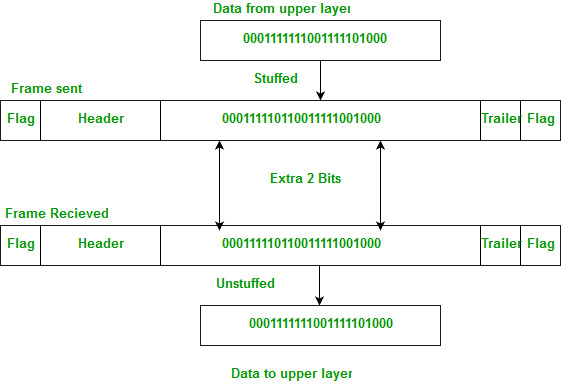 Data from upper layer
0001111111001111101000
Stuffed
Frame sent
Flag Header 000111110110011111001000 Trailer Flag
Extra 2 Bits
Frame Recieved
Flag Header 000111110110011111001000 Trailer Flag
Unstuffed
0001111111001111101000
Data to upper layer